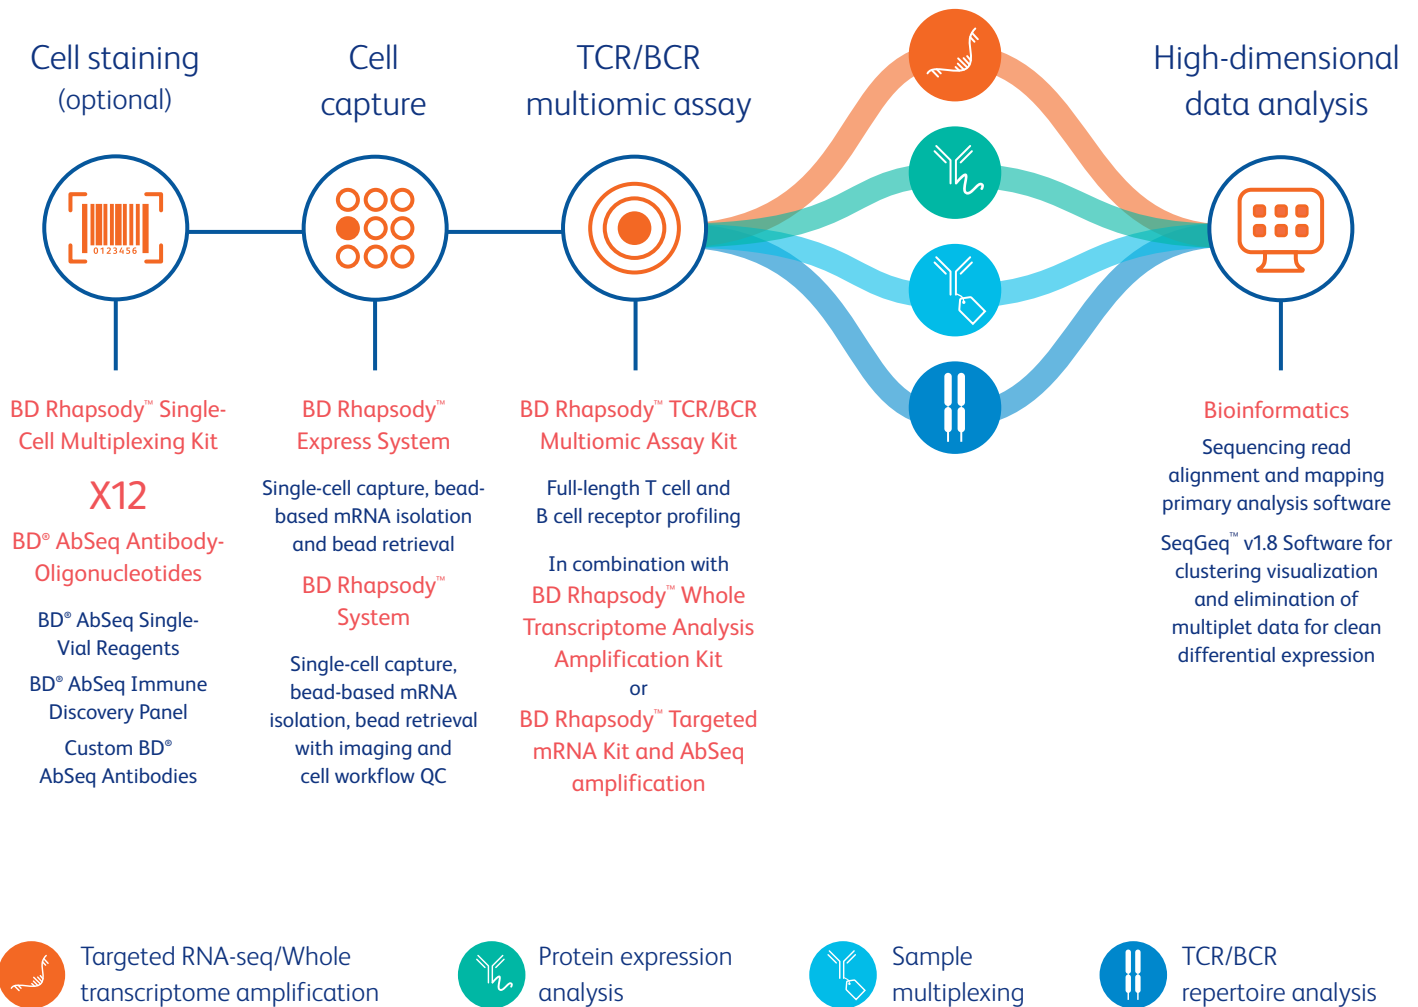 Cell staining
(optional)
0123456
BD Rhapsody™ Single-
Cell Multiplexing Kit
X12
BD® AbSeq Antibody-
Oligonucleotides
BD® AbSeq Single-
Vial Reagents
BD® AbSeq Immune
Discovery Panel
Custom BD®
AbSeq Antibodies
Cell
capture
BD Rhapsody™
Express System
Single-cell capture, bead-
based mRNA isolation
and bead retrieval
BD Rhapsody™
System
Single-cell capture,
bead-based mRNA
isolation, bead retrieval
with imaging and
cell workflow QC
TCR/BCR
multiomic assay
BD Rhapsody™ TCR/BCR
Multiomic Assay Kit
Full-length T cell and
B cell receptor profiling
In combination with
BD Rhapsody™ Whole
Transcriptome Analysis
Amplification Kit
or
BD Rhapsody™ Targeted
mRNA Kit and AbSeq
amplification
High-dimensional
data analysis
Bioinformatics
Sequencing read
alignment and mapping
primary analysis software
SeqGeq™ v1.8 Software for
clustering visualization
and elimination of
multiplet data for clean
differential expression
Targeted RNA-seq/Whole
transcriptome amplification
Protein expression
analysis
Sample
multiplexing
TCR/BCR
repertoire analysis